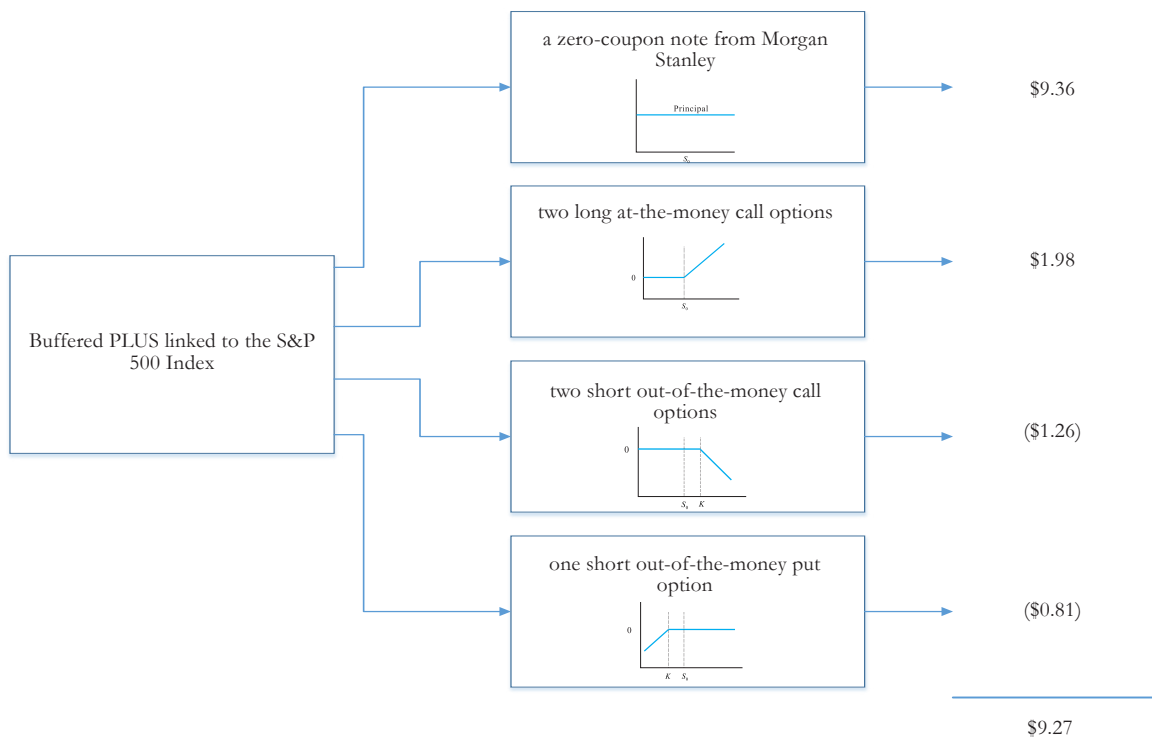 a zero-coupon note from Morgan
Stanley
Principal
S₀
$9.36
two long at-the-money call options
0
S₀
$1.98
Buffered PLUS linked to the S&P
500 Index
two short out-of-the-money call
options
0
S₀ K
($1.26)
one short out-of-the-money put
option
0
K S₀
($0.81)
$9.27